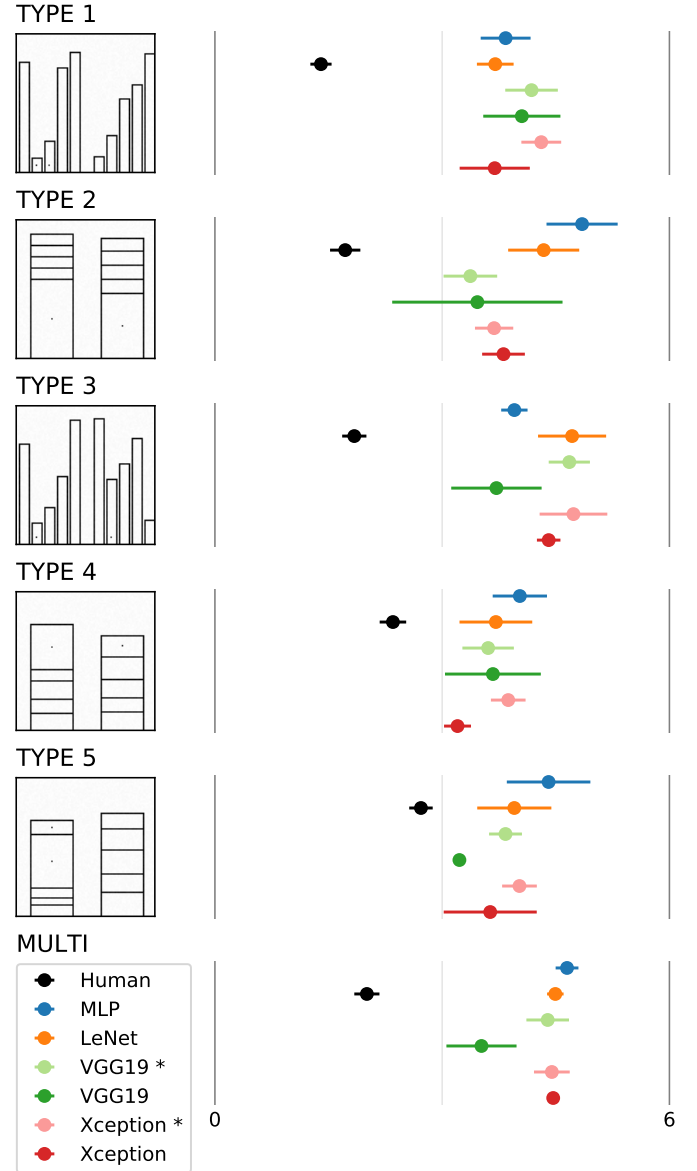 TYPE 1
TYPE 2
TYPE 3
TYPE 4
TYPE 5
MULTI
Human
MLP
LeNet
VGG19 *
VGG19
Xception *
Xception
0 6